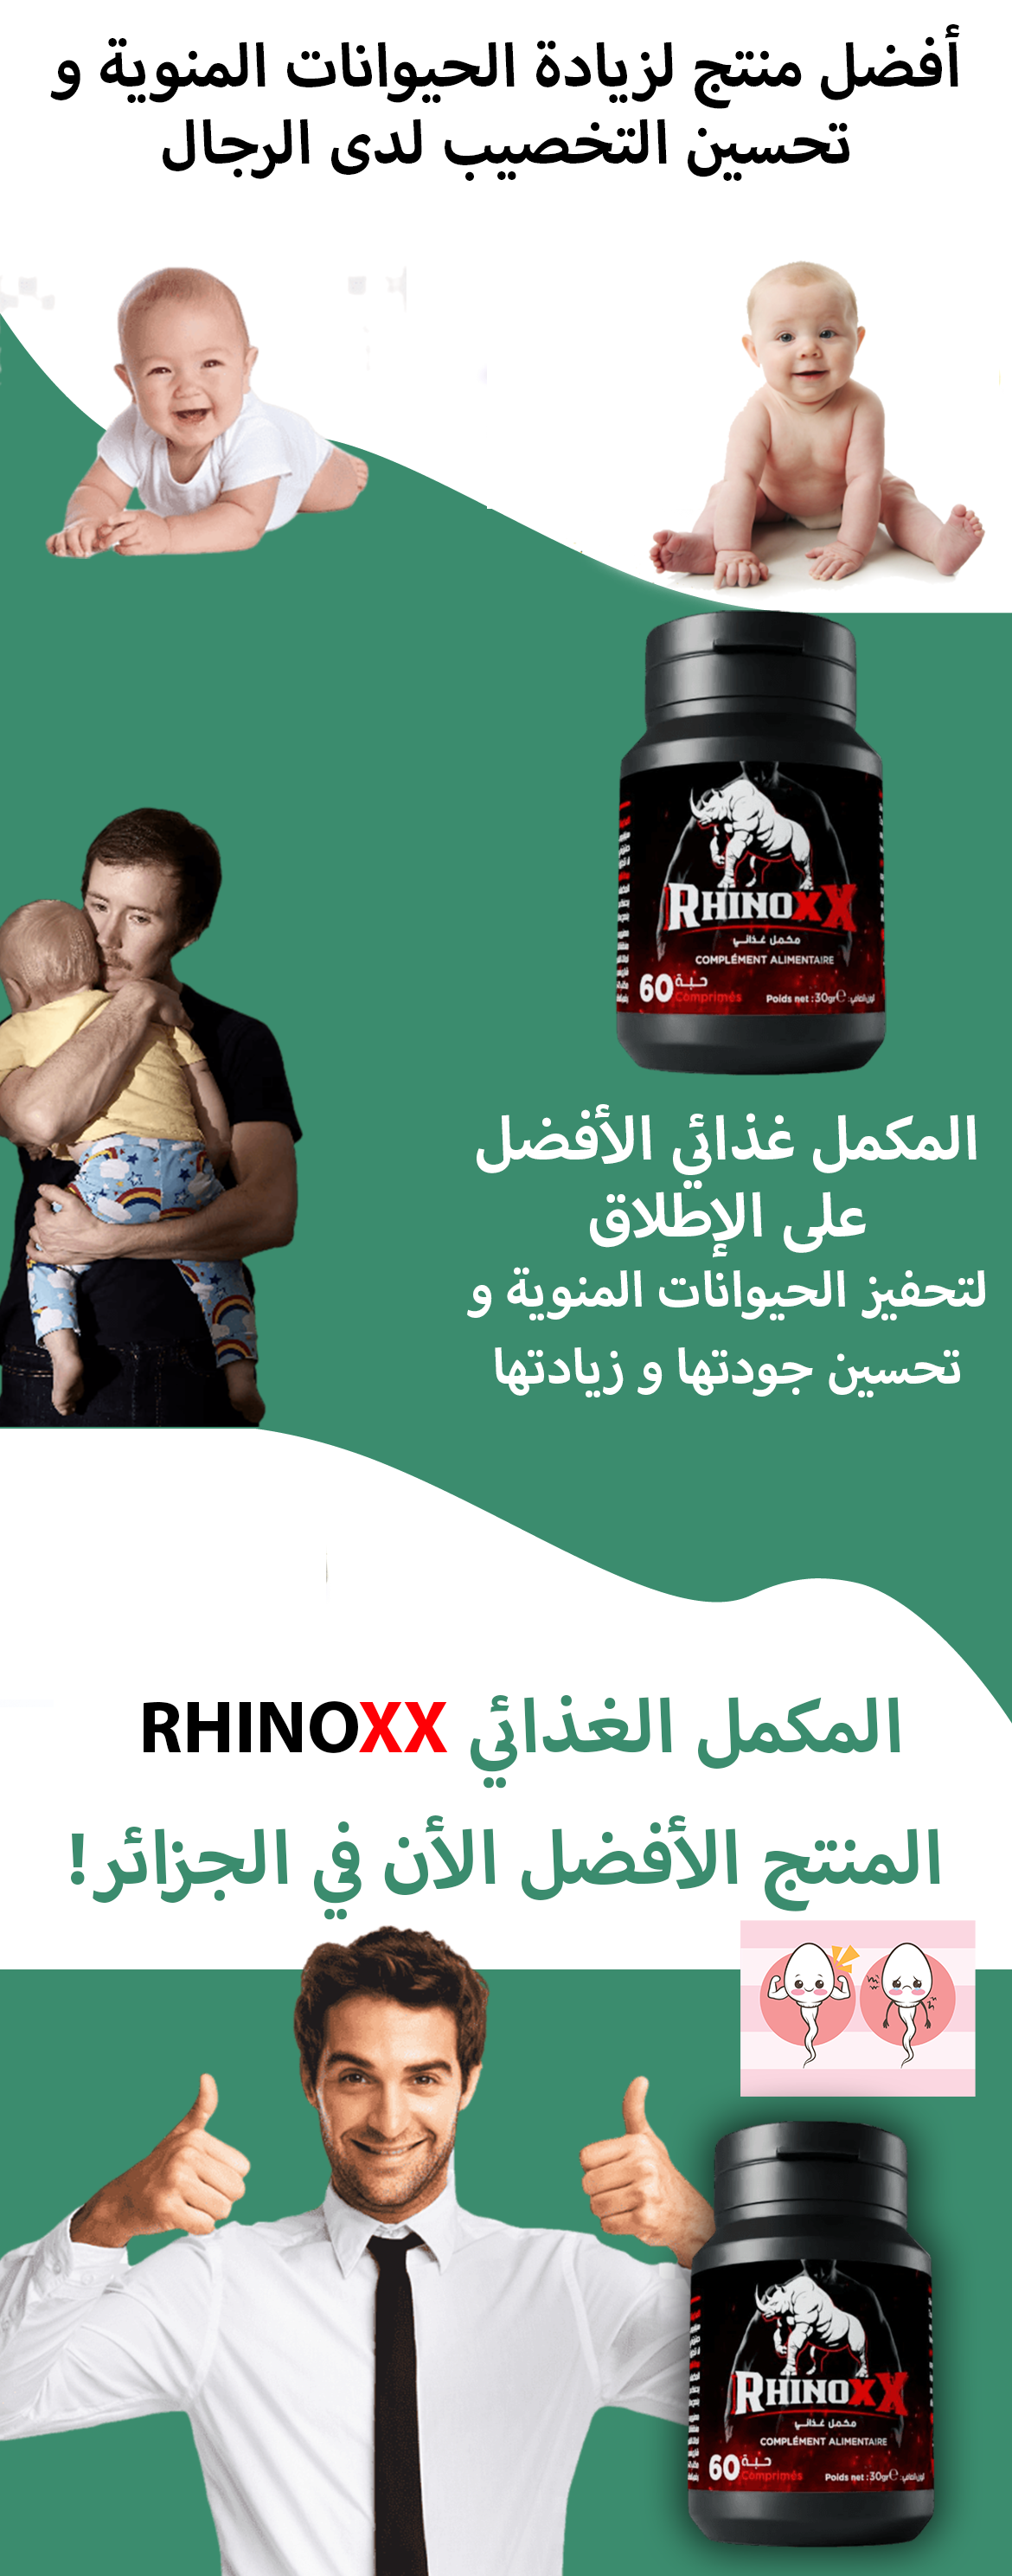 أفضل منتج لزيادة الحيوانات المنوية و
تحسين التخصيب لدى الرجال
RHINOXX
مكمل غذائي
COMPLÉMENT ALIMENTAIRE
60 حبة
Comprimés
Poids net : 30gr
المكمل غذائي الأفضل
على الإطلاق
لتحفيز الحيوانات المنوية و
تحسين جودتها و زيادتها
المكمل الغذائي RHINOXX
المنتج الأفضل الأن في الجزائر !
RHINOXX
مكمل غذائي
COMPLÉMENT ALIMENTAIRE
60 حبة
Comprimés
Poids net : 30gr